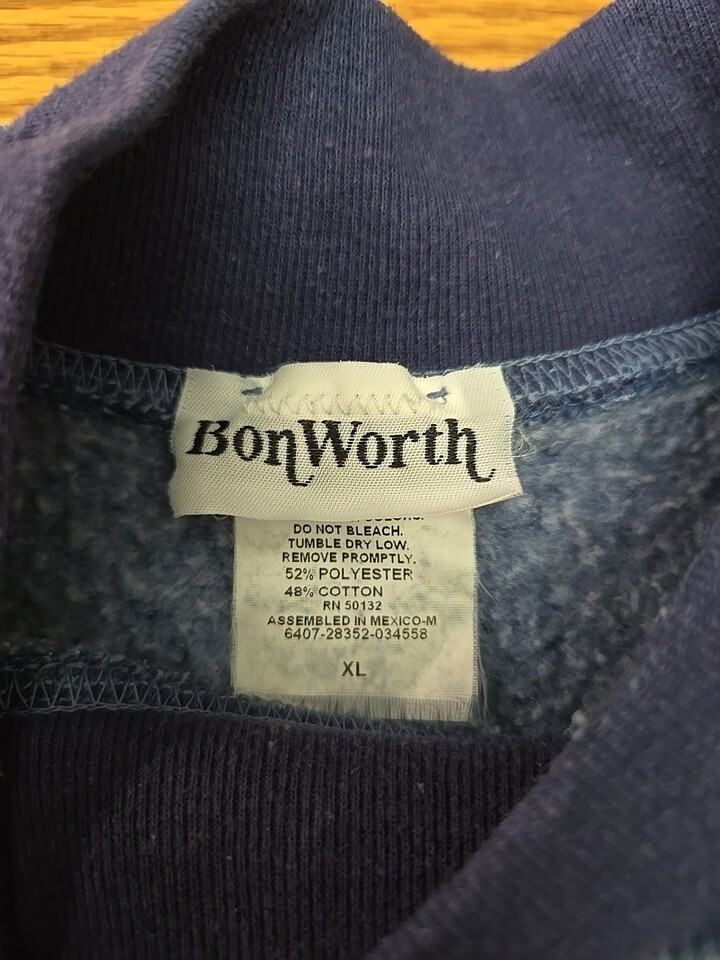 BonWorth
COLORS.
DO NOT BLEACH.
TUMBLE DRY LOW.
REMOVE PROMPTLY.
52% POLYESTER
48% COTTON
RN 50132
ASSEMBLED IN MEXICO-M
6407-28352-034558
XL